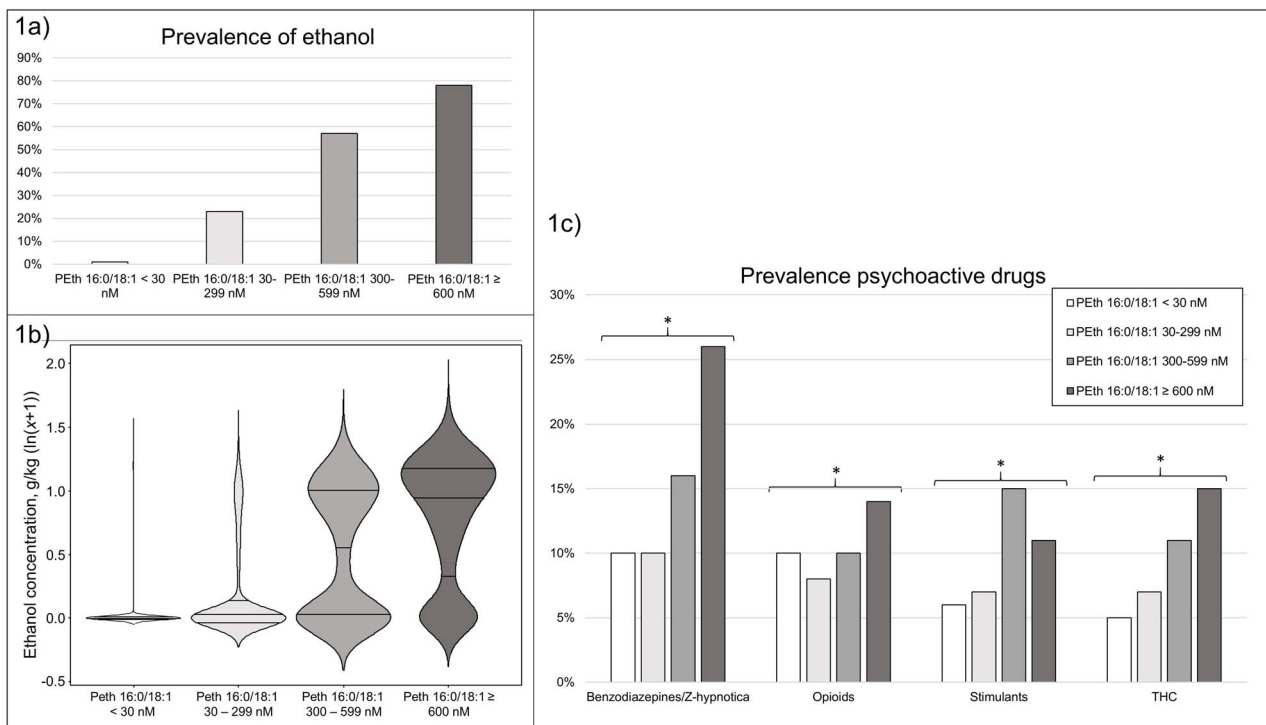 1a)
Prevalence of ethanol
90%
80%
70%
60%
50%
40%
30%
20%
10%
0%
PEth 16:0/18:1 < 30 PEth 16:0/18:1 30- PEth 16:0/18:1 300- PEth 16:0/18:1 ≥
nM 299 nM 599 nM 600 nM
1b)
Ethanol concentration, g/kg (ln(x+1))
2.0
1.5
1.0
0.5
0.0
-0.5
Peth 16:0/18:1 Peth 16:0/18:1 Peth 16:0/18:1 Peth 16:0/18:1 ≥
< 30 nM 30 – 299 nM 300 – 599 nM 600 nM
1c)
Prevalence psychoactive drugs
30%
25%
20%
15%
10%
5%
0%
PEth 16:0/18:1 < 30 nM
PEth 16:0/18:1 30-299 nM
PEth 16:0/18:1 300-599 nM
PEth 16:0/18:1 ≥ 600 nM
*
*
*
*
Benzodiazepines/Z-hypnotica Opioids Stimulants THC